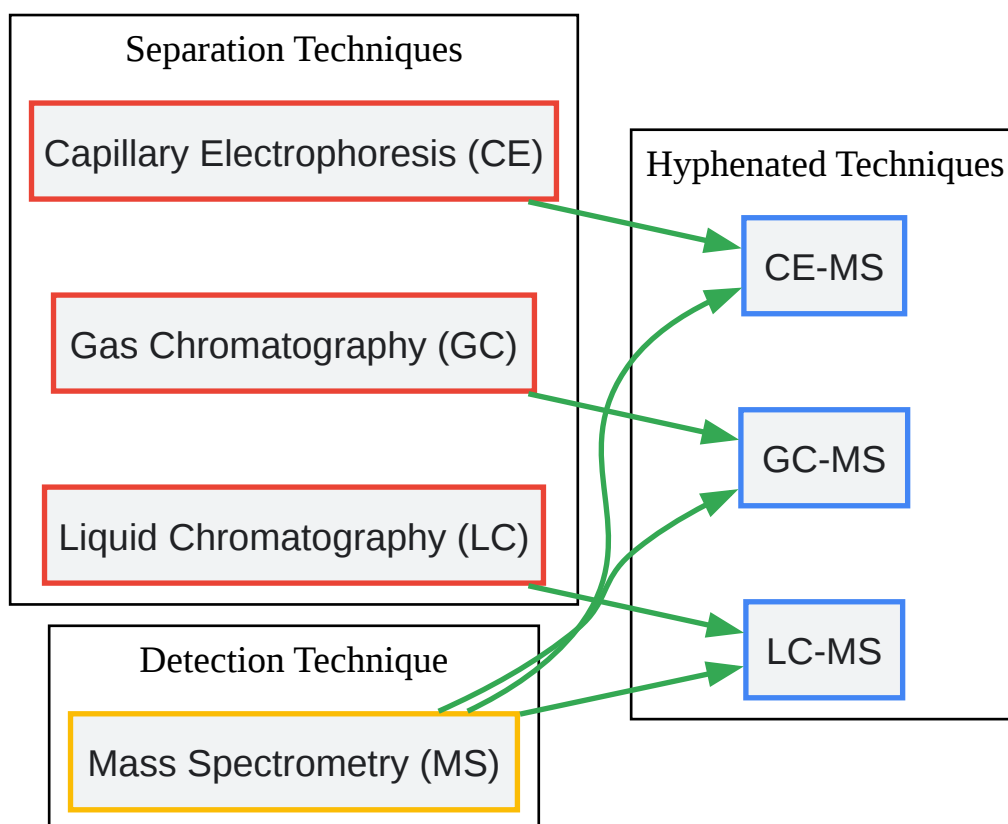 Separation Techniques
Capillary Electrophoresis (CE)
Gas Chromatography (GC)
Liquid Chromatography (LC)
Detection Technique
Mass Spectrometry (MS)
Hyphenated Techniques
CE-MS
GC-MS
LC-MS